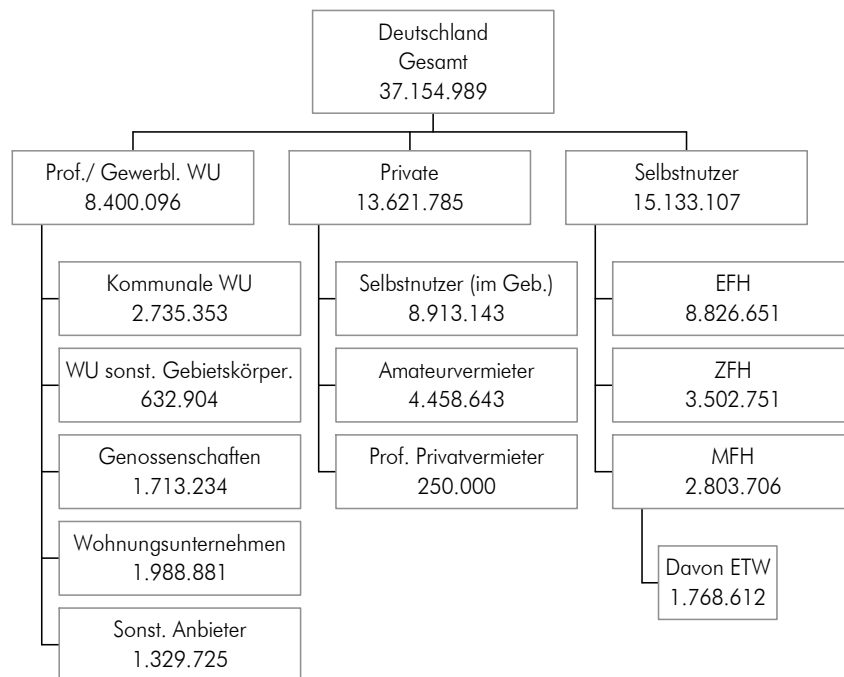 Deutschland
Gesamt
37.154.989
Prof./ Gewerbl. WU
8.400.096
Kommunale WU
2.735.353
WU sonst. Gebietskörper.
632.904
Genossenschaften
1.713.234
Wohnungsunternehmen
1.988.881
Sonst. Anbieter
1.329.725
Private
13.621.785
Selbstnutzer (im Geb.)
8.913.143
Amateurvermieter
4.458.643
Prof. Privatvermieter
250.000
Selbstnutzer
15.133.107
EFH
8.826.651
ZFH
3.502.751
MFH
2.803.706
Davon ETW
1.768.612